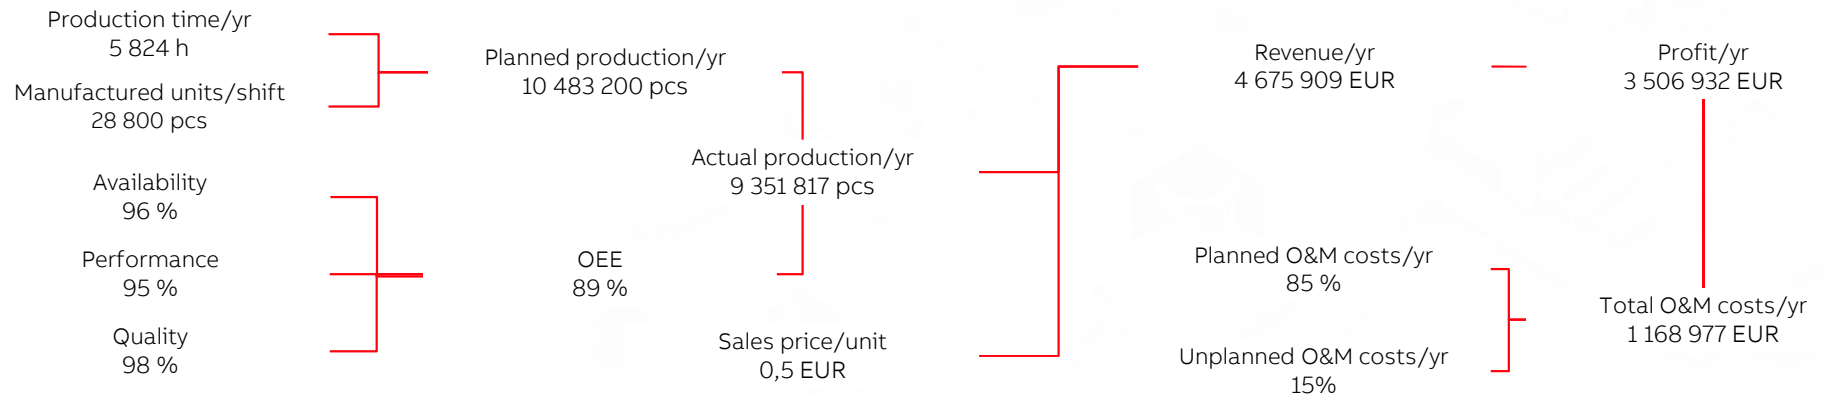 Production time/yr
5 824 h
Manufactured units/shift
28 800 pcs
Availability
96 %
Performance
95 %
Quality
98 %
Planned production/yr
10 483 200 pcs
OEE
89 %
Actual production/yr
9 351 817 pcs
Sales price/unit
0,5 EUR
Revenue/yr
4 675 909 EUR
Planned O&M costs/yr
85 %
Unplanned O&M costs/yr
15%
Profit/yr
3 506 932 EUR
Total O&M costs/yr
1 168 977 EUR